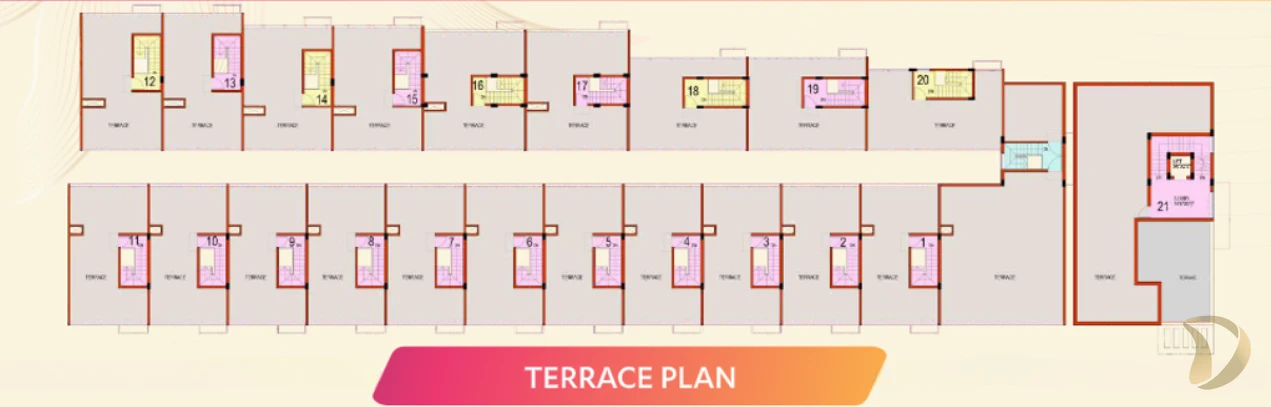 20
12
13
16
17
18
19
14
15
TERRACE
TERRACE
TERRACE
TERRACE
TERRACE
TERRACE
TERRACE
TERRACE
TERRACE
21
11
10
9
8
7
6
5
4
3
2
1
TERRACE
TERRACE
TERRACE
TERRACE
TERRACE
TERRACE
TERRACE
TERRACE
TERRACE
TERRACE
TERRACE
TERRACE
TERRACE
TERRACE
TERRACE PLAN